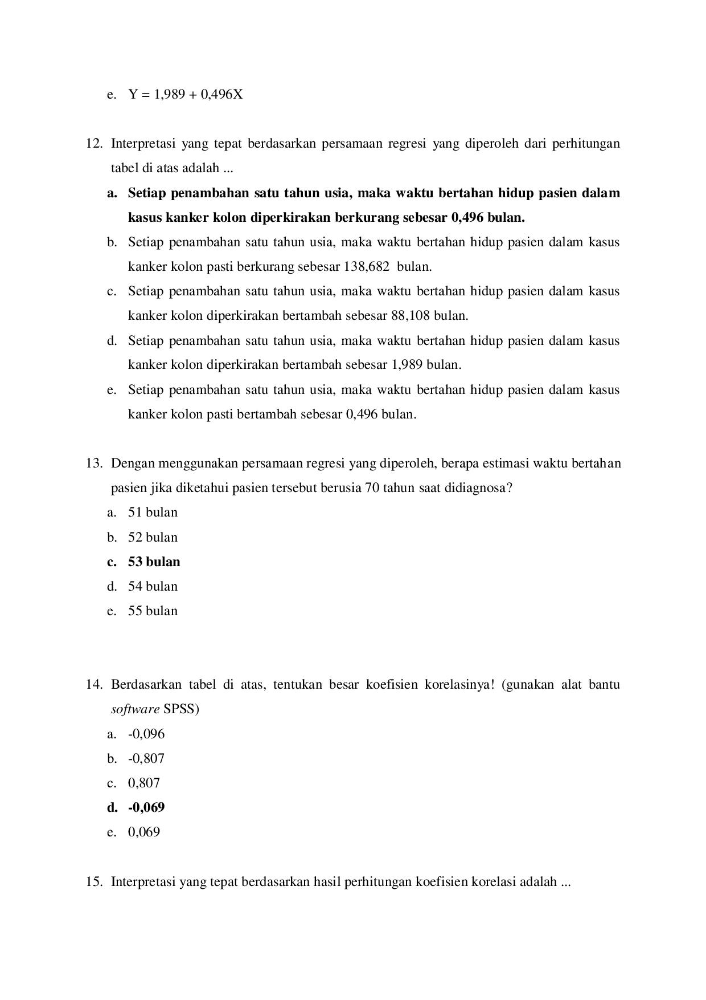 e. Y = 1,989 + 0,496X
12. Interpretasi yang tepat berdasarkan persamaan regresi yang diperoleh dari perhitungan
tabel di atas adalah ...
a. Setiap penambahan satu tahun usia, maka waktu bertahan hidup pasien dalam
kasus kanker kolon diperkirakan berkurang sebesar 0,496 bulan.
b. Setiap penambahan satu tahun usia, maka waktu bertahan hidup pasien dalam kasus
kanker kolon pasti berkurang sebesar 138,682 bulan.
c. Setiap penambahan satu tahun usia, maka waktu bertahan hidup pasien dalam kasus
kanker kolon diperkirakan bertambah sebesar 88,108 bulan.
d. Setiap penambahan satu tahun usia, maka waktu bertahan hidup pasien dalam kasus
kanker kolon diperkirakan bertambah sebesar 1,989 bulan.
e. Setiap penambahan satu tahun usia, maka waktu bertahan hidup pasien dalam kasus
kanker kolon pasti bertambah sebesar 0,496 bulan.
13. Dengan menggunakan persamaan regresi yang diperoleh, berapa estimasi waktu bertahan
pasien jika diketahui pasien tersebut berusia 70 tahun saat didiagnosa?
a. 51 bulan
b. 52 bulan
c. 53 bulan
d. 54 bulan
e. 55 bulan
14. Berdasarkan tabel di atas, tentukan besar koefisien korelasinya! (gunakan alat bantu
software SPSS)
a. -0,096
b. -0,807
c. 0,807
d. -0,069
e. 0,069
15. Interpretasi yang tepat berdasarkan hasil perhitungan koefisien korelasi adalah ...